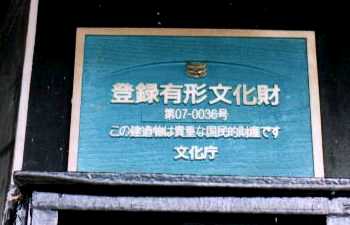 登録有形文化財
第07-0036号
この建造物は貴重な国民的財産です
文化庁